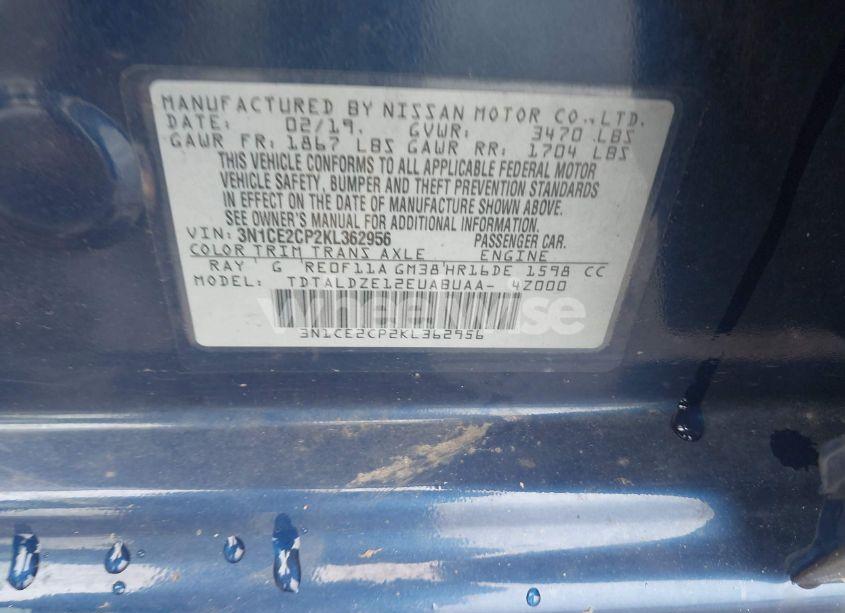 MANUFACTURED BY NISSAN MOTOR CO.,LTD.
DATE: 02/19. GVWR: 3470 LBS
GAWR FR: 1867 LBS GAWR RR: 1704 LBS
THIS VEHICLE CONFORMS TO ALL APPLICABLE FEDERAL MOTOR
VEHICLE SAFETY, BUMPER AND THEFT PREVENTION STANDARDS
IN EFFECT ON THE DATE OF MANUFACTURE SHOWN ABOVE.
SEE OWNER'S MANUAL FOR ADDITIONAL INFORMATION.
VIN: 3N1CE2CP2KL362956 PASSENGER CAR.
COLOR TRIM TRANS AXLE ENGINE
RAY G RE0F11A GM38 HR16DE 1598 CC
MODEL: TDTALDZE12EUABUAA- 4Z000
3N1CE2CP2KL362956